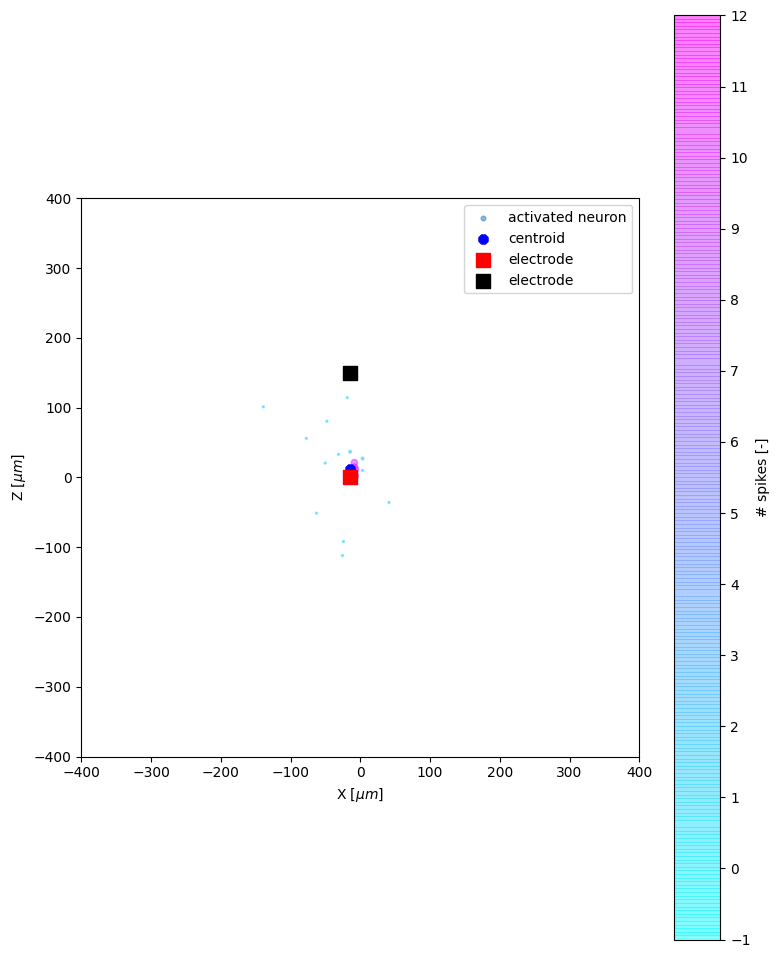 400
300
200
100
0
−100
−200
−300
−400
Z [μm]
−400 −300 −200 −100 0 100 200 300 400
X [μm]
activated neuron
centroid
electrode
electrode
12
11
10
9
8
7
6
5
4
3
2
1
0
−1
# spikes [-]